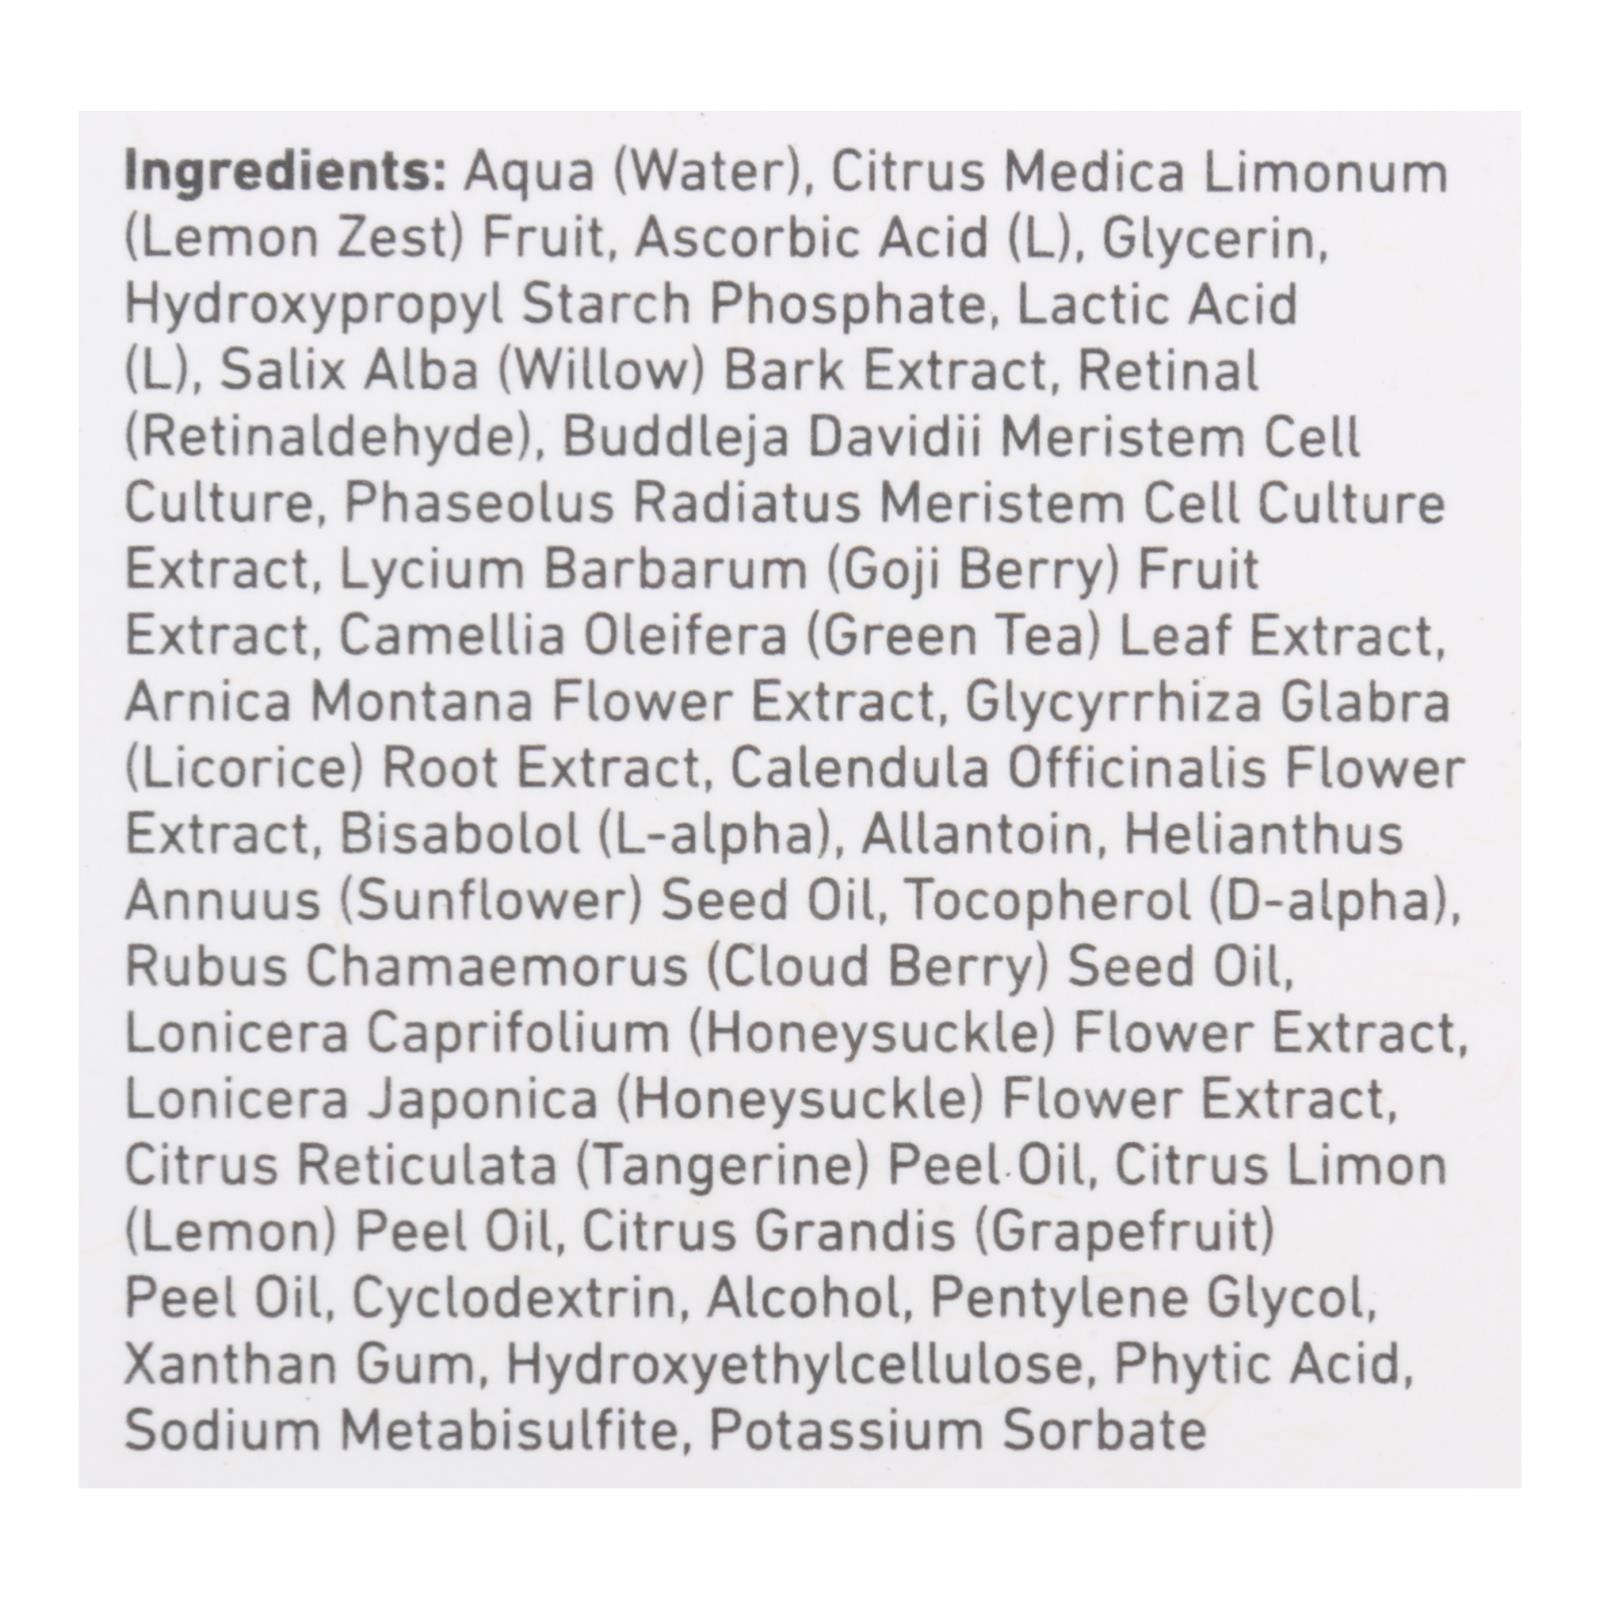 Ingredients: Aqua (Water), Citrus Medica Limonum
(Lemon Zest) Fruit, Ascorbic Acid (L), Glycerin,
Hydroxypropyl Starch Phosphate, Lactic Acid
(L), Salix Alba (Willow) Bark Extract, Retinal
(Retinaldehyde), Buddleja Davidii Meristem Cell
Culture, Phaseolus Radiatus Meristem Cell Culture
Extract, Lycium Barbarum (Goji Berry) Fruit
Extract, Camellia Oleifera (Green Tea) Leaf Extract,
Arnica Montana Flower Extract, Glycyrrhiza Glabra
(Licorice) Root Extract, Calendula Officinalis Flower
Extract, Bisabolol (L-alpha), Allantoin, Helianthus
Annuus (Sunflower) Seed Oil, Tocopherol (D-alpha),
Rubus Chamaemorus (Cloud Berry) Seed Oil,
Lonicera Caprifolium (Honeysuckle) Flower Extract,
Lonicera Japonica (Honeysuckle) Flower Extract,
Citrus Reticulata (Tangerine) Peel Oil, Citrus Limon
(Lemon) Peel Oil, Citrus Grandis (Grapefruit)
Peel Oil, Cyclodextrin, Alcohol, Pentylene Glycol,
Xanthan Gum, Hydroxyethylcellulose, Phytic Acid,
Sodium Metabisulfite, Potassium Sorbate